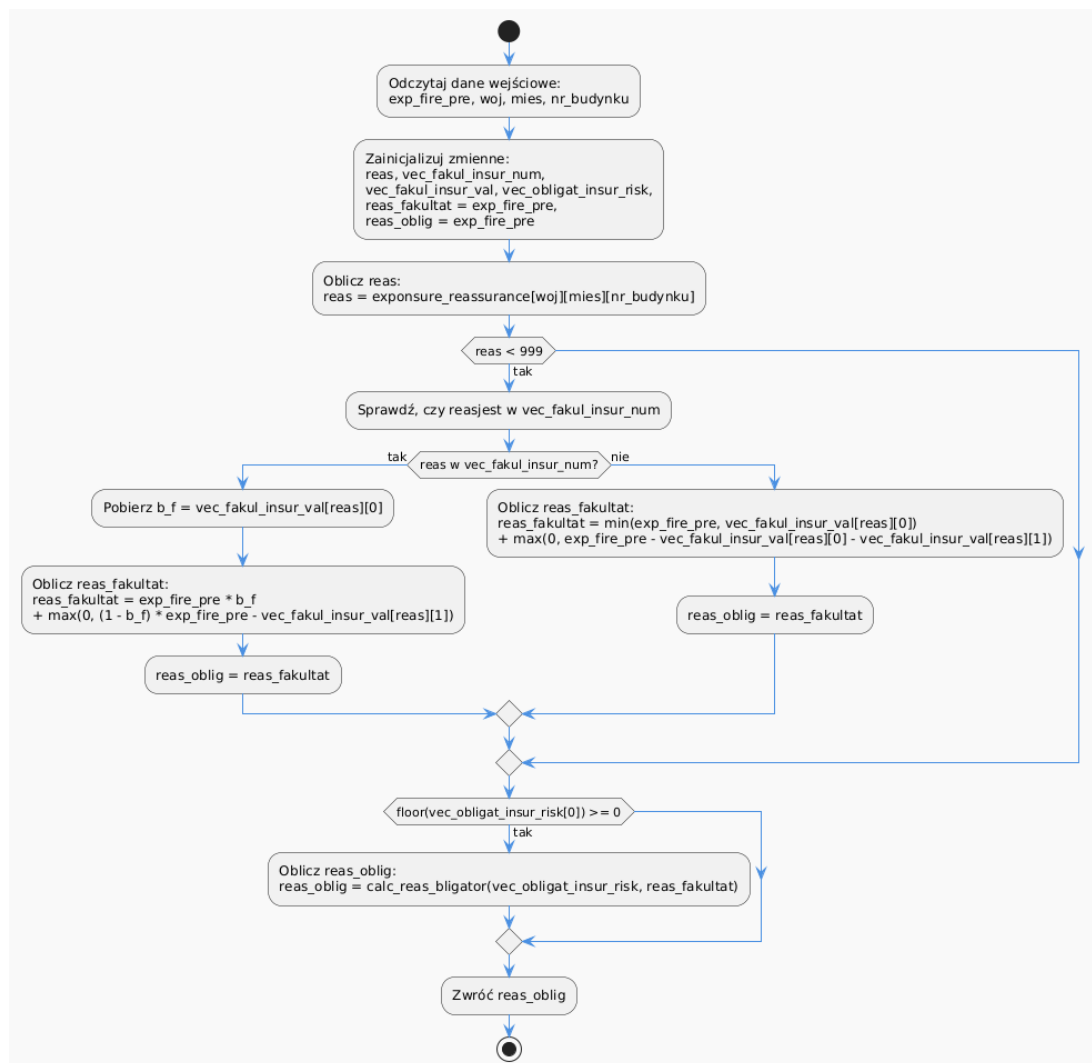 Odczytaj dane wejściowe:
exp_fire_pre, woj, mies, nr_budynku
Zainicjalizuj zmienne:
reas, vec_fakul_insur_num,
vec_fakul_insur_val, vec_obligat_insur_risk,
reas_fakultat = exp_fire_pre,
reas_oblig = exp_fire_pre
Oblicz reas:
reas = exponsure_reassurance[woj][mies][nr_budynku]
reas < 999
tak
Sprawdź, czy reasjest w vec_fakul_insur_num
tak
reas w vec_fakul_insur_num?
nie
Pobierz b_f = vec_fakul_insur_val[reas][0]
Oblicz reas_fakultat:
reas_fakultat = exp_fire_pre * b_f
+ max(0, (1 - b_f) * exp_fire_pre - vec_fakul_insur_val[reas][1])
reas_oblig = reas_fakultat
Oblicz reas_fakultat:
reas_fakultat = min(exp_fire_pre, vec_fakul_insur_val[reas][0])
+ max(0, exp_fire_pre - vec_fakul_insur_val[reas][0] - vec_fakul_insur_val[reas][1])
reas_oblig = reas_fakultat
floor(vec_obligat_insur_risk[0]) >= 0
tak
Oblicz reas_oblig:
reas_oblig = calc_reas_bligator(vec_obligat_insur_risk, reas_fakultat)
Zwróć reas_oblig